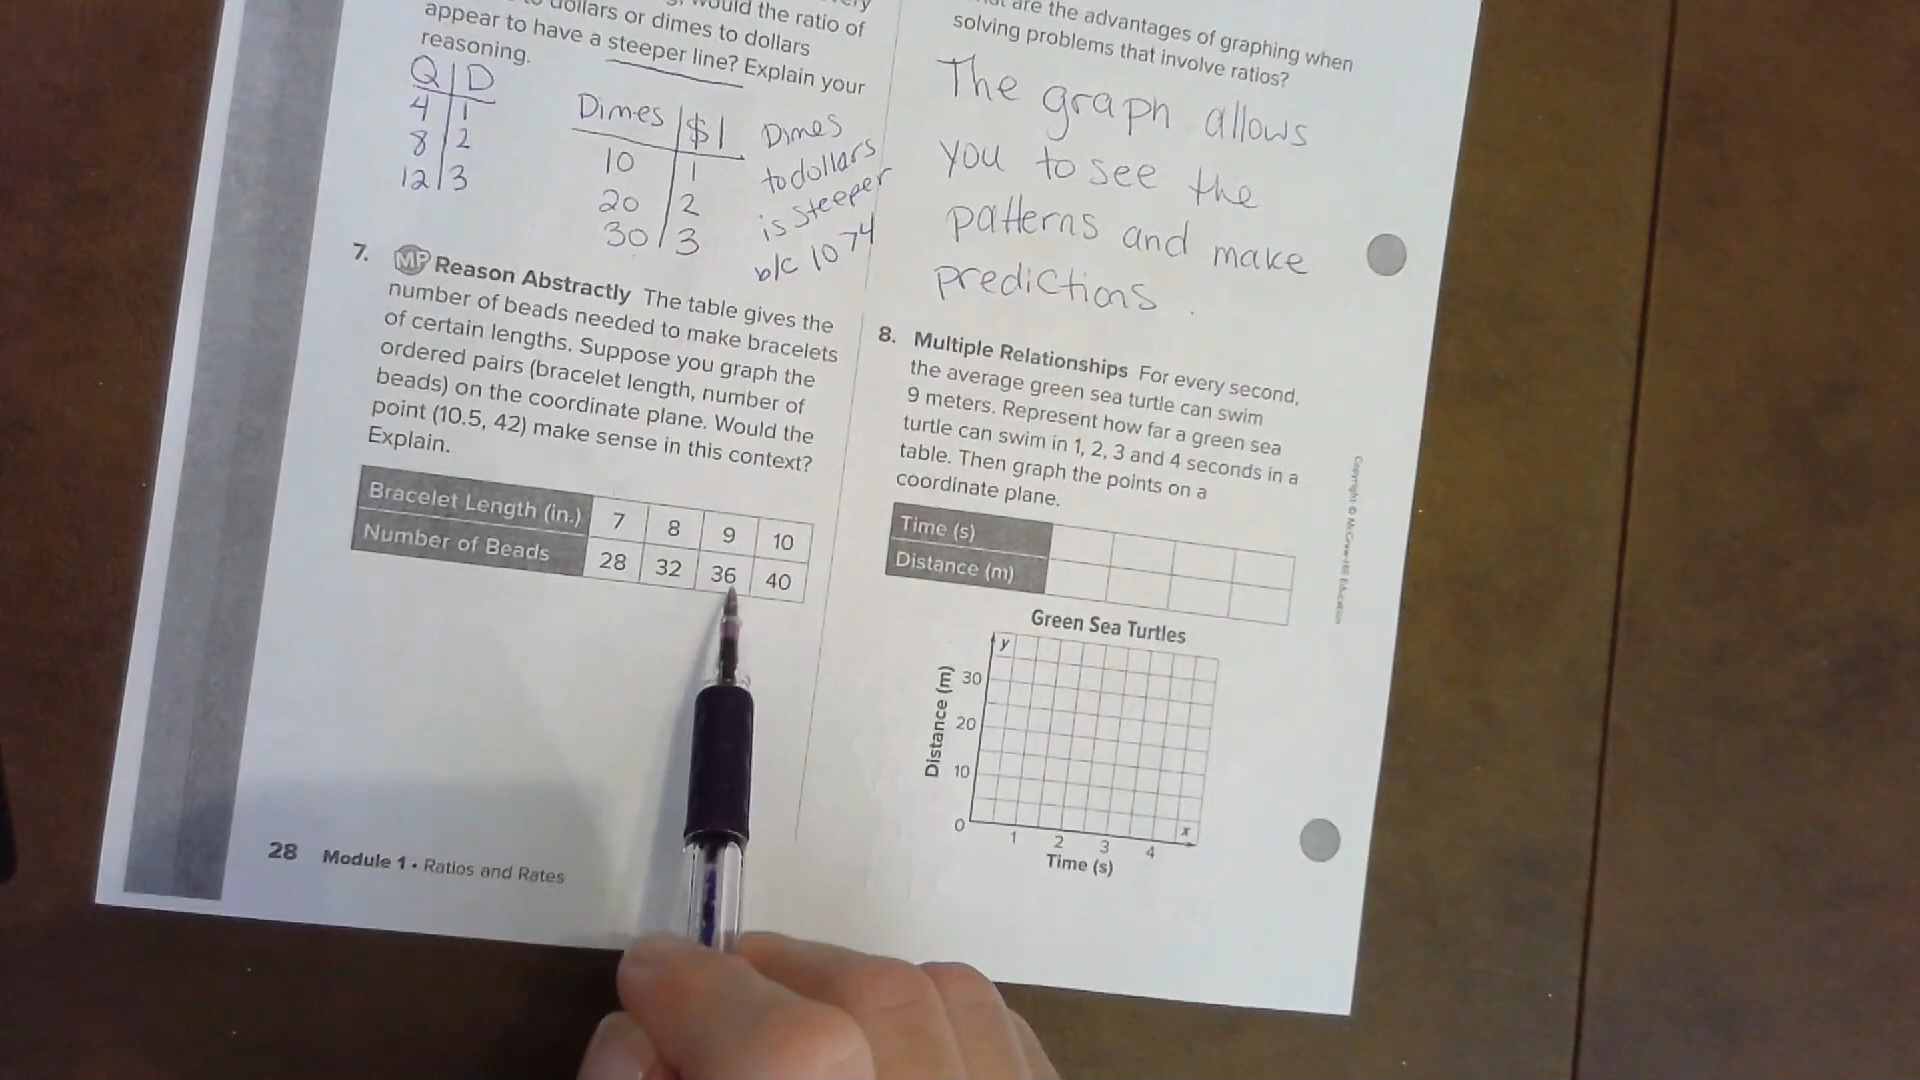 would the ratio of
dollars or dimes to dollars
appear to have a steeper line? Explain your
reasoning.
Q D
4 1
8 2
12 3
Dimes $1
10 1
20 2
30 3
Dimes
to dollars
is steeper
b/c 10 74
7. MP Reason Abstractly The table gives the
number of beads needed to make bracelets
of certain lengths. Suppose you graph the
ordered pairs (bracelet length, number of
beads) on the coordinate plane. Would the
point (10.5, 42) make sense in this context?
Explain.
Bracelet Length (in.) 7 8 9 10
Number of Beads 28 32 36 40
28 Module 1 • Ratios and Rates
are the advantages of graphing when
solving problems that involve ratios?
The graph allows
you to see the
patterns and make
predictions.
8. Multiple Relationships For every second,
the average green sea turtle can swim
9 meters. Represent how far a green sea
turtle can swim in 1, 2, 3 and 4 seconds in a
table. Then graph the points on a
coordinate plane.
Time (s)
Distance (m)
Green Sea Turtles
y
30
20
10
0
Distance (m)
1 2 3 4 x
Time (s)
Copyright © McGraw-Hill Education